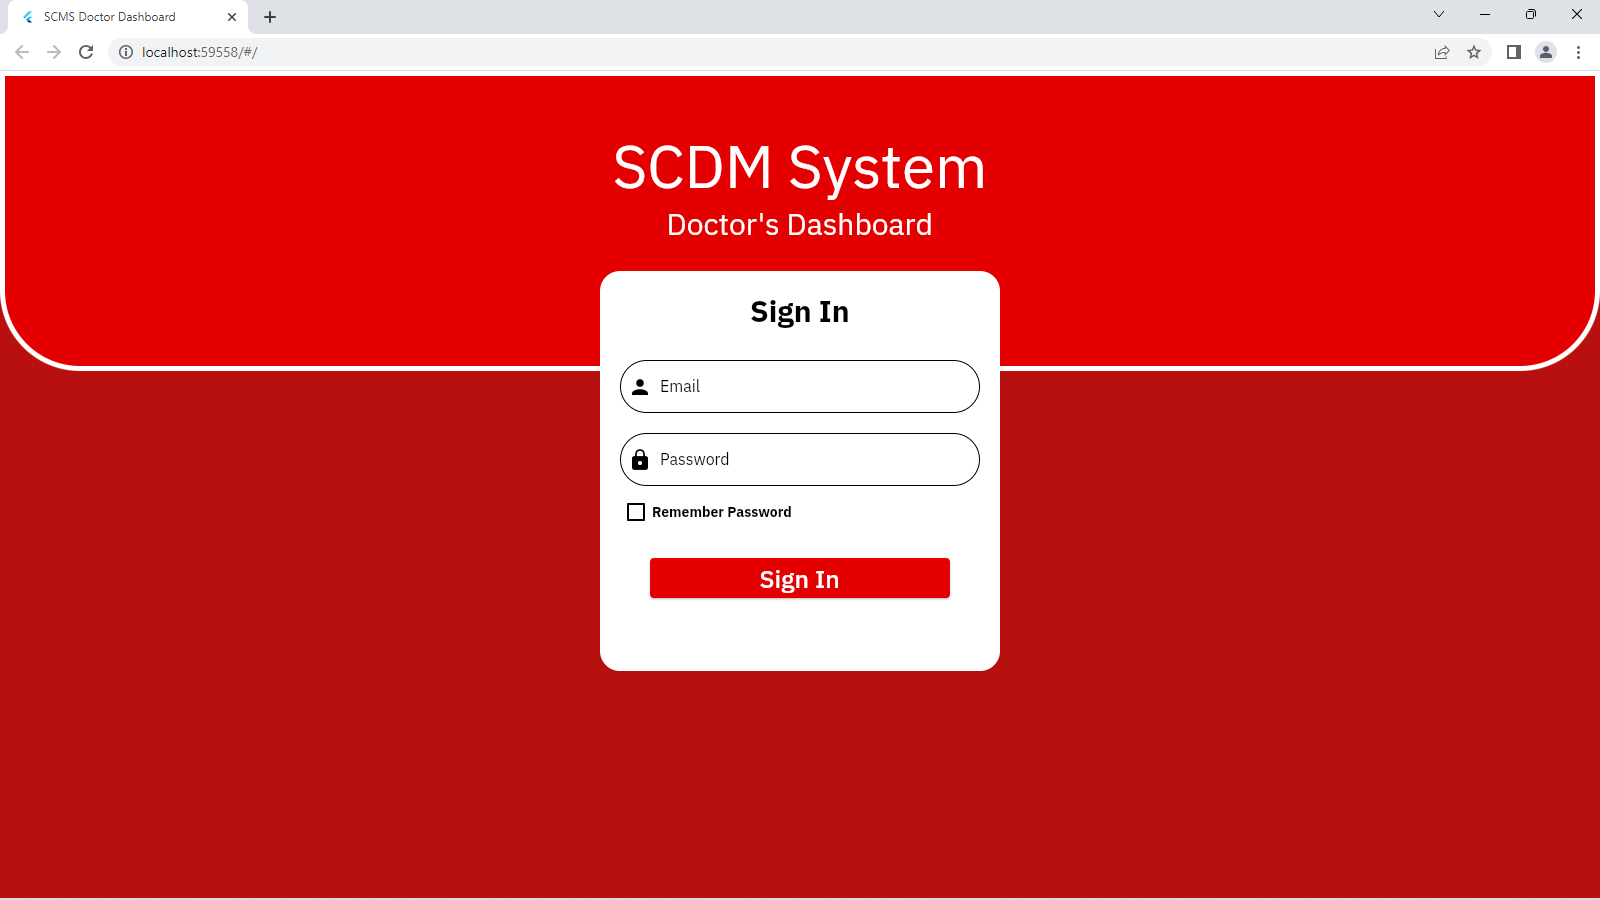 SCMS Doctor Dashboard
localhost:59558/#/
SCDM System
Doctor's Dashboard
Sign In
Email
Password
Remember Password
Sign In